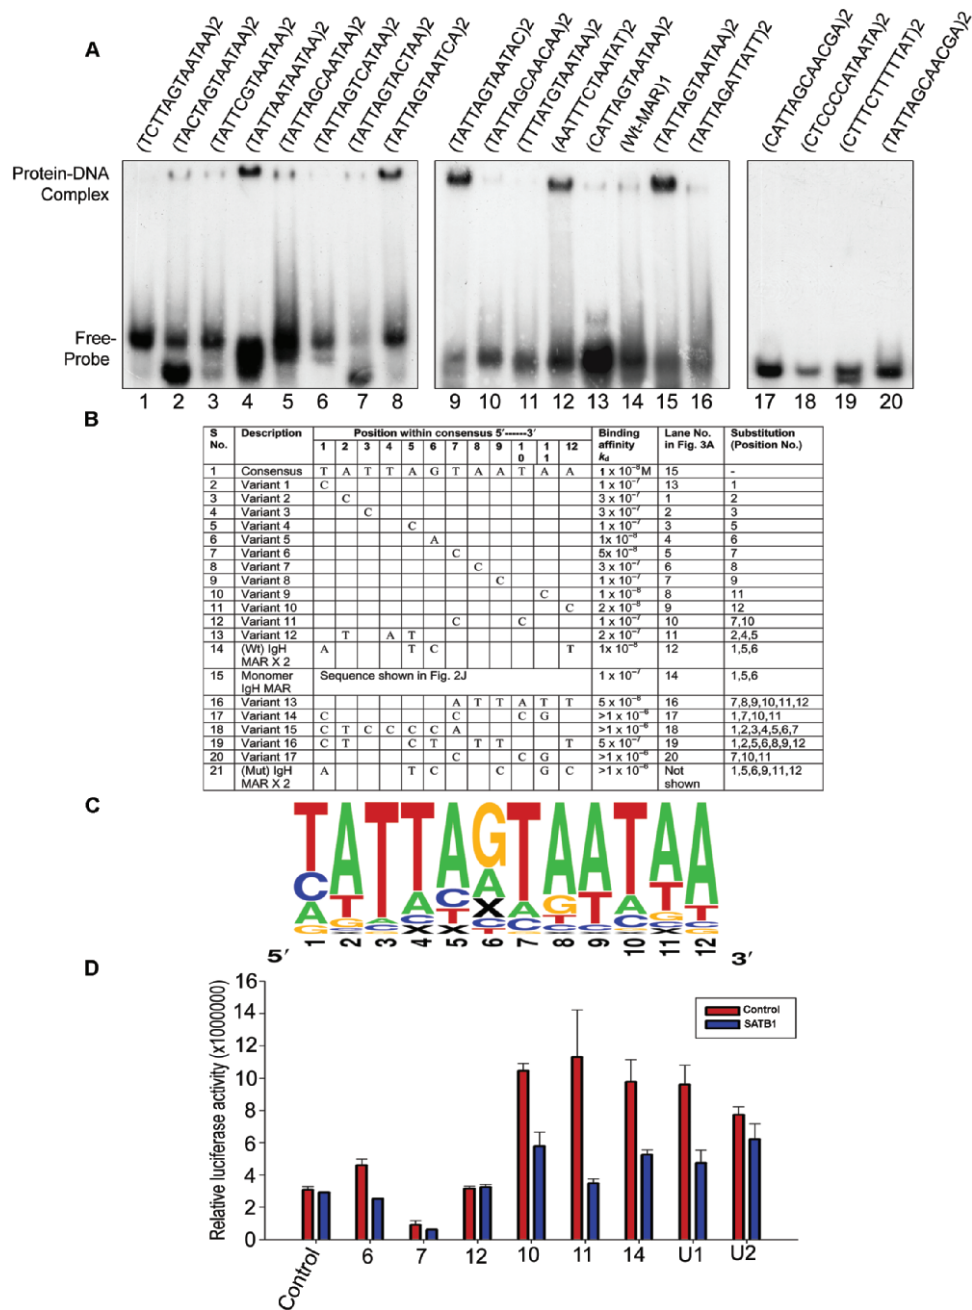 A
(TCTTAGTAATAA)2
(TACTAGTAATAA)2
(TATTCGTAATAA)2
(TATTAATAATAA)2
(TATTAGCAATAA)2
(TATTAGTCATAA)2
(TATTAGTACTAA)2
(TATTAGTAATCA)2
(TATTAGTAATAC)2
(TATTAGCAACAA)2
(TTTATGTAATAA)2
(AATTTCTAATAT)2
(CATTAGTAATAA)2
(Wt-MAR)1
(TATTAGTAATAA)2
(TATTAGATTATT)2
(CATTAGCAACGA)2
(CTCCCCATAATA)2
(CTTTCTTTTTAT)2
(TATTAGCAACGA)2
Protein-DNA
Complex
Free-
Probe
1 2 3 4 5 6 7 8 9 10 11 12 13 14 15 16 17 18 19 20
B
S No. Description Position within consensus 5'------3' Binding affinity kd Lane No. in Fig. 3A Substitution (Position No.)
1 2 3 4 5 6 7 8 9 10 11 12
1 Consensus T A T T A G T A A T A A 1 x 10⁻⁸M 15 -
2 Variant 1 C 1 x 10⁻⁷ 13 1
3 Variant 2 C 3 x 10⁻⁷ 1 2
4 Variant 3 C 3 x 10⁻⁷ 2 3
5 Variant 4 C 1 x 10⁻⁷ 3 5
6 Variant 5 A 1x 10⁻⁸ 4 6
7 Variant 6 C 5x 10⁻⁸ 5 7
8 Variant 7 C 3 x 10⁻⁷ 6 8
9 Variant 8 C 1 x 10⁻⁷ 7 9
10 Variant 9 C 1 x 10⁻⁸ 8 11
11 Variant 10 C 2 x 10⁻⁸ 9 12
12 Variant 11 C C 1 x 10⁻⁷ 10 7,10
13 Variant 12 T A T 2 x 10⁻⁷ 11 2,4,5
14 (Wt) IgH MAR X 2 A T C T 1x 10⁻⁸ 12 1,5,6
15 Monomer IgH MAR Sequence shown in Fig. 2J 1 x 10⁻⁷ 14 1,5,6
16 Variant 13 A T T A T T 5 x 10⁻⁸ 16 7,8,9,10,11,12
17 Variant 14 C C C G >1 x 10⁻⁶ 17 1,7,10,11
18 Variant 15 C T C C C C A >1 x 10⁻⁶ 18 1,2,3,4,5,6,7
19 Variant 16 C T C T T T T 5 x 10⁻⁷ 19 1,2,5,6,8,9,12
20 Variant 17 C C G >1 x 10⁻⁶ 20 7,10,11
21 (Mut) IgH MAR X 2 A T C C G C >1 x 10⁻⁶ Not shown 1,5,6,9,11,12
C
TATTAGTAATAA
5' 1 2 3 4 5 6 7 8 9 10 11 12 3'
D
Relative luciferase activity (x1000000)
16
14
12
10
8
6
4
2
0
Control
SATB1
Control 6 7 12 10 11 14 U1 U2